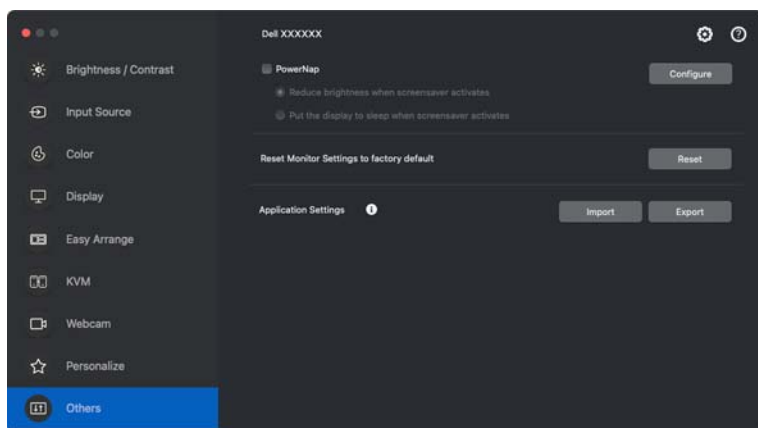 Dell XXXXXX
Brightness / Contrast
Input Source
Color
Display
Easy Arrange
KVM
Webcam
Personalize
Others
PowerNap
Configure
Reduce brightness when screensaver activates
Put the display to sleep when screensaver activates
Reset Monitor Settings to factory default
Reset
Application Settings
Import
Export